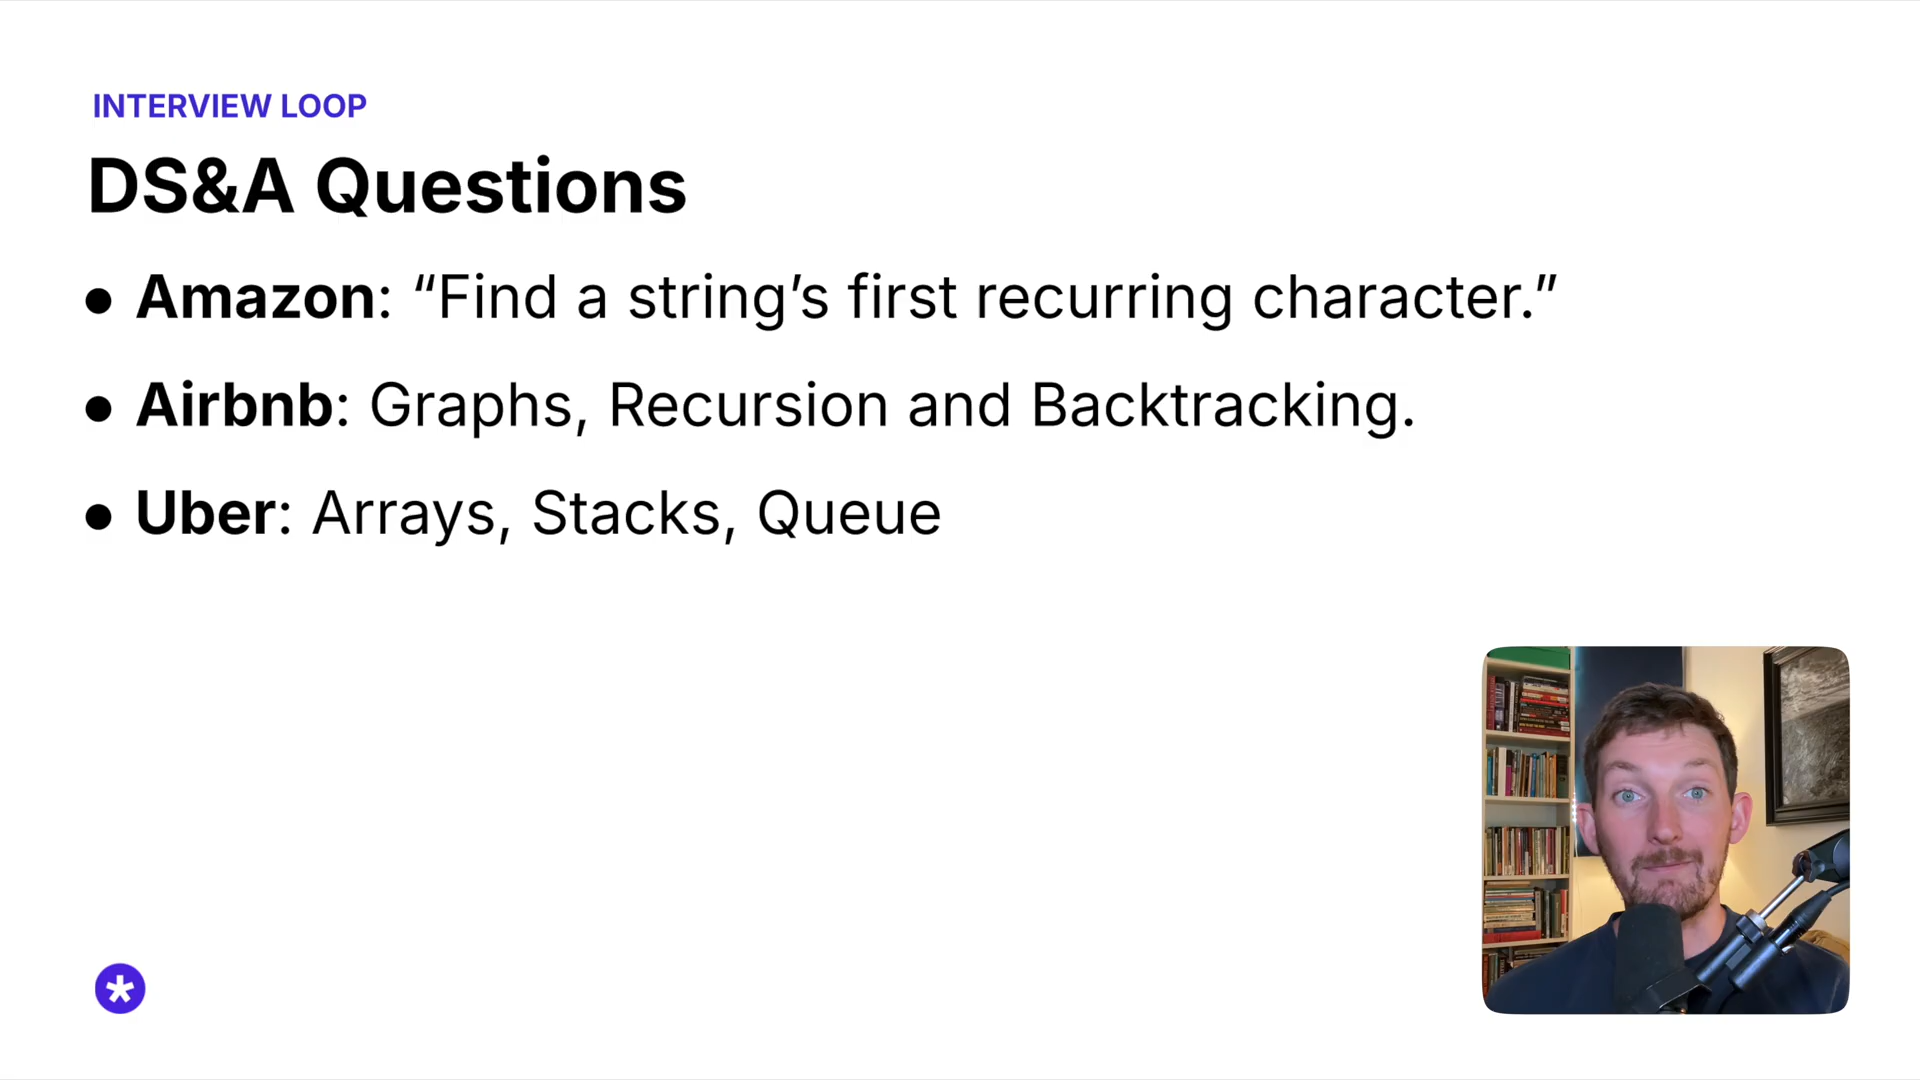 INTERVIEW LOOP
DS&A Questions
● Amazon: “Find a string’s first recurring character.”
● Airbnb: Graphs, Recursion and Backtracking.
● Uber: Arrays, Stacks, Queue